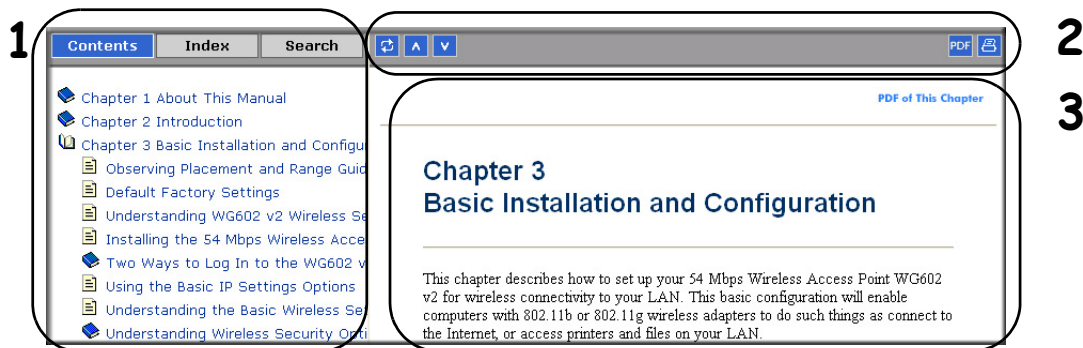 1
Contents Index Search
Chapter 1 About This Manual
Chapter 2 Introduction
Chapter 3 Basic Installation and Configu
Observing Placement and Range Guid
Default Factory Settings
Understanding WG602 v2 Wireless Se
Installing the 54 Mbps Wireless Acce
Two Ways to Log In to the WG602 v
Using the Basic IP Settings Options
Understanding the Basic Wireless Se
Understanding Wireless Security Opti
PDF
2
3
PDF of This Chapter
Chapter 3
Basic Installation and Configuration
This chapter describes how to set up your 54 Mbps Wireless Access Point WG602
v2 for wireless connectivity to your LAN. This basic configuration will enable
computers with 802.11b or 802.11g wireless adapters to do such things as connect to
the Internet, or access printers and files on your LAN.